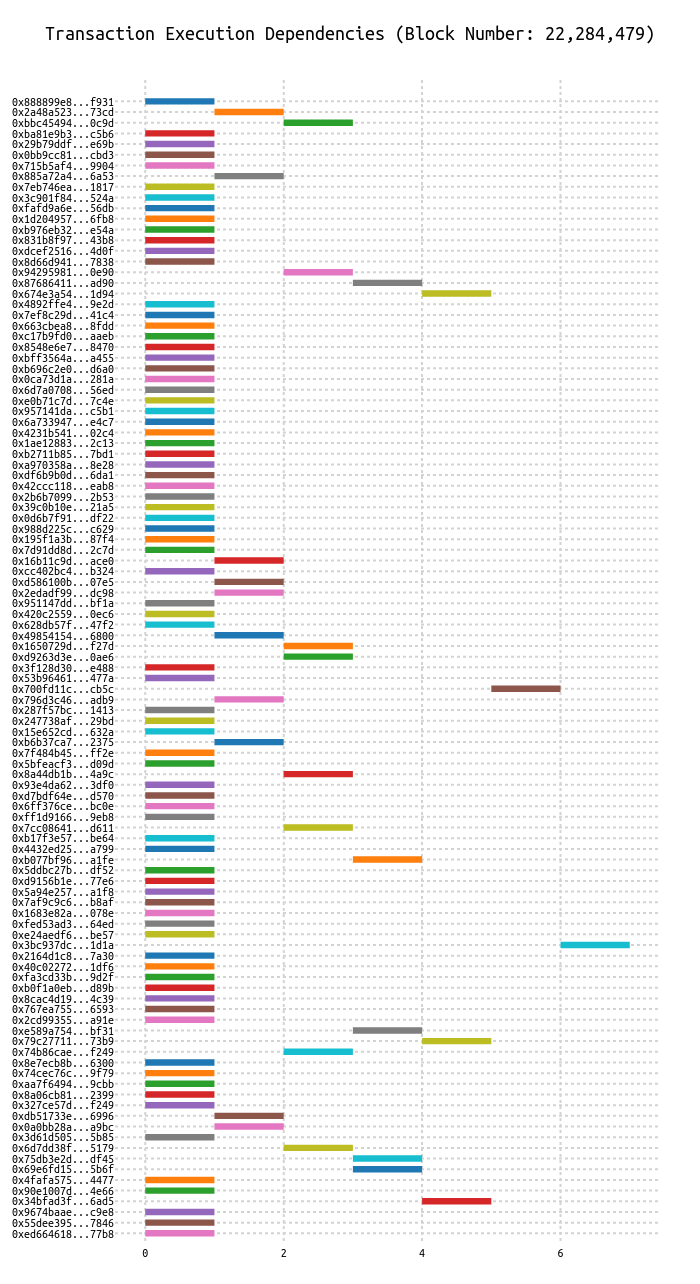 Transaction Execution Dependencies (Block Number: 22,284,479)
0x888899e8...f931
0x2a48a523...73cd
0xbbc45494...0c9d
0xba81e9b3...c5b6
0x29b79ddf...e69b
0x0bb9cc81...cbd3
0x715b5af4...9904
0x885a72a4...6a53
0x7eb746ea...1817
0x3c901f84...524a
0xfafd9a6e...56db
0x1d204957...6fb8
0xb976eb32...e54a
0x831b8f97...43b8
0xdcef2516...4d0f
0x8d66d941...7838
0x94295981...0e90
0x87686411...ad90
0x674e3a54...1d94
0x4892ffe4...9e2d
0x7ef8c29d...41c4
0x663cbea8...8fdd
0xc17b9fd0...aaeb
0x8548e6e7...8470
0xbff3564a...a455
0xb696c2e0...d6a0
0x0ca73d1a...281a
0x6d7a0708...56ed
0xe0b71c7d...7c4e
0x957141da...c5b1
0x6a733947...e4c7
0x4231b541...02c4
0x1ae12883...2c13
0xb2711b85...7bd1
0xa970358a...8e28
0xdf6b9b0d...6da1
0x42ccc118...eab8
0x2b6b7099...2b53
0x39c0b10e...21a5
0x0d6b7f91...df22
0x988d225c...c629
0x195f1a3b...87f4
0x7d91dd8d...2c7d
0x16b11c9d...ace0
0xcc402bc4...b324
0xd586100b...07e5
0x2edadf99...dc98
0x951147dd...bf1a
0x420c2559...0ec6
0x628db57f...47f2
0x49854154...6800
0x1650729d...f27d
0xd9263d3e...0ae6
0x3f128d30...e488
0x53b96461...477a
0x700fd11c...cb5c
0x796d3c46...adb9
0x287f57bc...1413
0x247738af...29bd
0x15e652cd...632a
0xb6b37ca7...2375
0x7f484b45...ff2e
0x5bfeacf3...d09d
0x8a44db1b...4a9c
0x93e4da62...3df0
0xd7bdf64e...d570
0x6ff376ce...bc0e
0xff1d9166...9eb8
0x7cc08641...d611
0xb17f3e57...be64
0x4432ed25...a799
0xb077bf96...a1fe
0x5ddbc27b...df52
0xd9156b1e...77e6
0x5a94e257...a1f8
0x7af9c9c6...b8af
0x1683e82a...078e
0xfed53ad3...64ed
0xe24aedf6...be57
0x3bc937dc...1d1a
0x2164d1c8...7a30
0x40c02272...1df6
0xfa3cd33b...9d2f
0xb0f1a0eb...d89b
0x8cac4d19...4c39
0x767ea755...6593
0x2cd99355...a91e
0xe589a754...bf31
0x79c27711...73b9
0x74b86cae...f249
0x8e7ecb8b...6300
0x74cec76c...9f79
0xaa7f6494...9cbb
0x8a06cb81...2399
0x327ce57d...f249
0xdb51733e...6996
0x0a0bb28a...a9bc
0x3d61d505...5b85
0x6d7dd38f...5179
0x75db3e2d...df45
0x69e6fd15...5b6f
0x4fafa575...4477
0x90e1007d...4e66
0x34bfad3f...6ad5
0x9674baae...c9e8
0x55dee395...7846
0xed664618...77b8
0 2 4 6